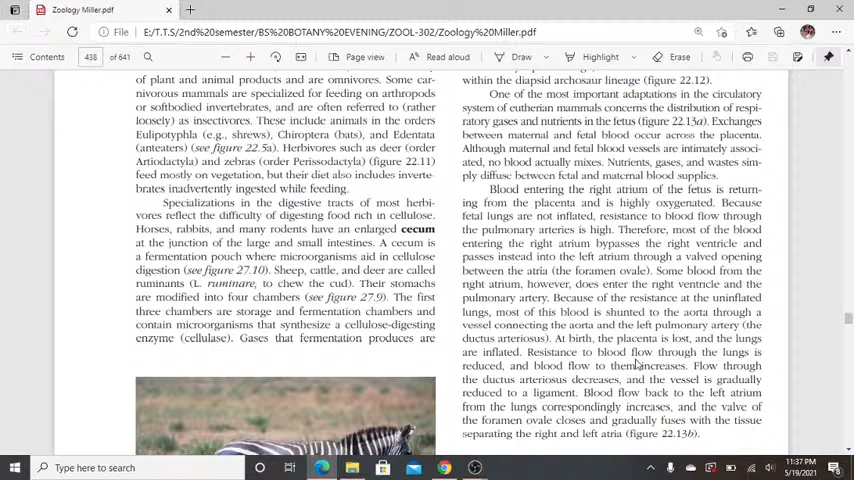 Zoology Miller.pdf
File
E:/T.T.S/2nd%20semester/BS%20BOTANY%20EVENING/ZOOL-302/Zoology%20Miller.pdf
Contents
438
of 641
Page view
Read aloud
Draw
Highlight
Erase
of plant and animal products and are omnivores. Some car-
nivorous mammals are specialized for feeding on arthropods
or softbodied invertebrates, and are often referred to (rather
loosely) as insectivores. These include animals in the orders
Eulipotyphla (e.g., shrews), Chiroptera (bats), and Edentata
(anteaters) (see figure 22.5a). Herbivores such as deer (order
Artiodactyla) and zebras (order Perissodactyla) (figure 22.11)
feed mostly on vegetation, but their diet also includes inverte-
brates inadvertently ingested while feeding.
Specializations in the digestive tracts of most herbi-
vores reflect the difficulty of digesting food rich in cellulose.
Horses, rabbits, and many rodents have an enlarged cecum
at the junction of the large and small intestines. A cecum is
a fermentation pouch where microorganisms aid in cellulose
digestion (see figure 27.10). Sheep, cattle, and deer are called
ruminants (L. ruminare, to chew the cud). Their stomachs
are modified into four chambers (see figure 27.9). The first
three chambers are storage and fermentation chambers and
contain microorganisms that synthesize a cellulose-digesting
enzyme (cellulase). Gases that fermentation produces are
within the diapsid archosaur lineage (figure 22.12).
One of the most important adaptations in the circulatory
system of eutherian mammals concerns the distribution of respi-
ratory gases and nutrients in the fetus (figure 22.13a). Exchanges
between maternal and fetal blood occur across the placenta.
Although maternal and fetal blood vessels are intimately associ-
ated, no blood actually mixes. Nutrients, gases, and wastes sim-
ply diffuse between fetal and maternal blood supplies.
Blood entering the right atrium of the fetus is return-
ing from the placenta and is highly oxygenated. Because
fetal lungs are not inflated, resistance to blood flow through
the pulmonary arteries is high. Therefore, most of the blood
entering the right atrium bypasses the right ventricle and
passes instead into the left atrium through a valved opening
between the atria (the foramen ovale). Some blood from the
right atrium, however, does enter the right ventricle and the
pulmonary artery. Because of the resistance at the uninflated
lungs, most of this blood is shunted to the aorta through a
vessel connecting the aorta and the left pulmonary artery (the
ductus arteriosus). At birth, the placenta is lost, and the lungs
are inflated. Resistance to blood flow through the lungs is
reduced, and blood flow to them increases. Flow through
the ductus arteriosus decreases, and the vessel is gradually
reduced to a ligament. Blood flow back to the left atrium
from the lungs correspondingly increases, and the valve of
the foramen ovale closes and gradually fuses with the tissue
separating the right and left atria (figure 22.13b).
Type here to search
11:37 PM
5/19/2021